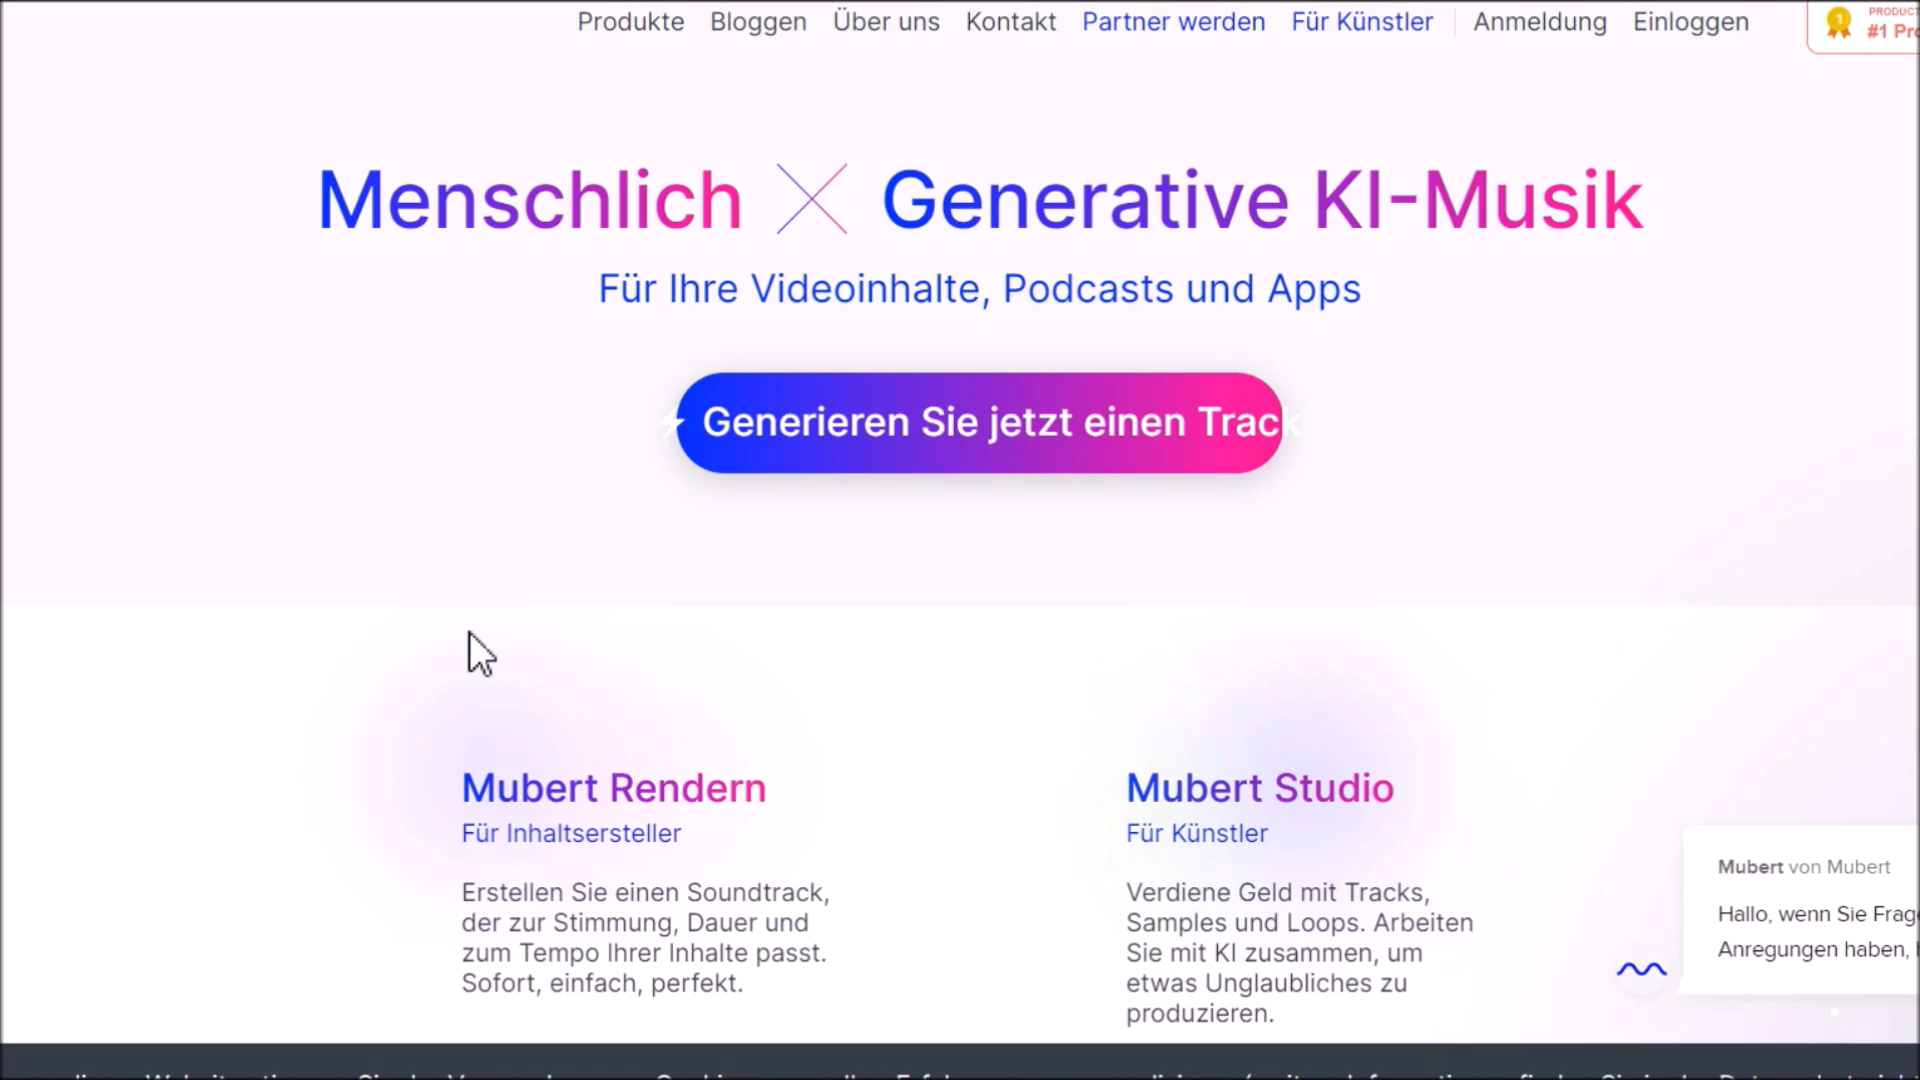 Produkte Bloggen Über uns Kontakt Partner werden Für Künstler Anmeldung Einloggen
1
#1
Menschlich Generative KI-Musik
Für Ihre Videoinhalte, Podcasts und Apps
Generieren Sie jetzt einen Track
Mubert Rendern
Für Inhaltsersteller
Erstellen Sie einen Soundtrack,
der zur Stimmung, Dauer und
zum Tempo Ihrer Inhalte passt.
Sofort, einfach, perfekt.
Mubert Studio
Für Künstler
Verdiene Geld mit Tracks,
Samples und Loops. Arbeiten
Sie mit KI zusammen, um
etwas Unglaubliches zu
produzieren.
Mubert von Mubert
Hallo, wenn Sie
Anregungen haben,